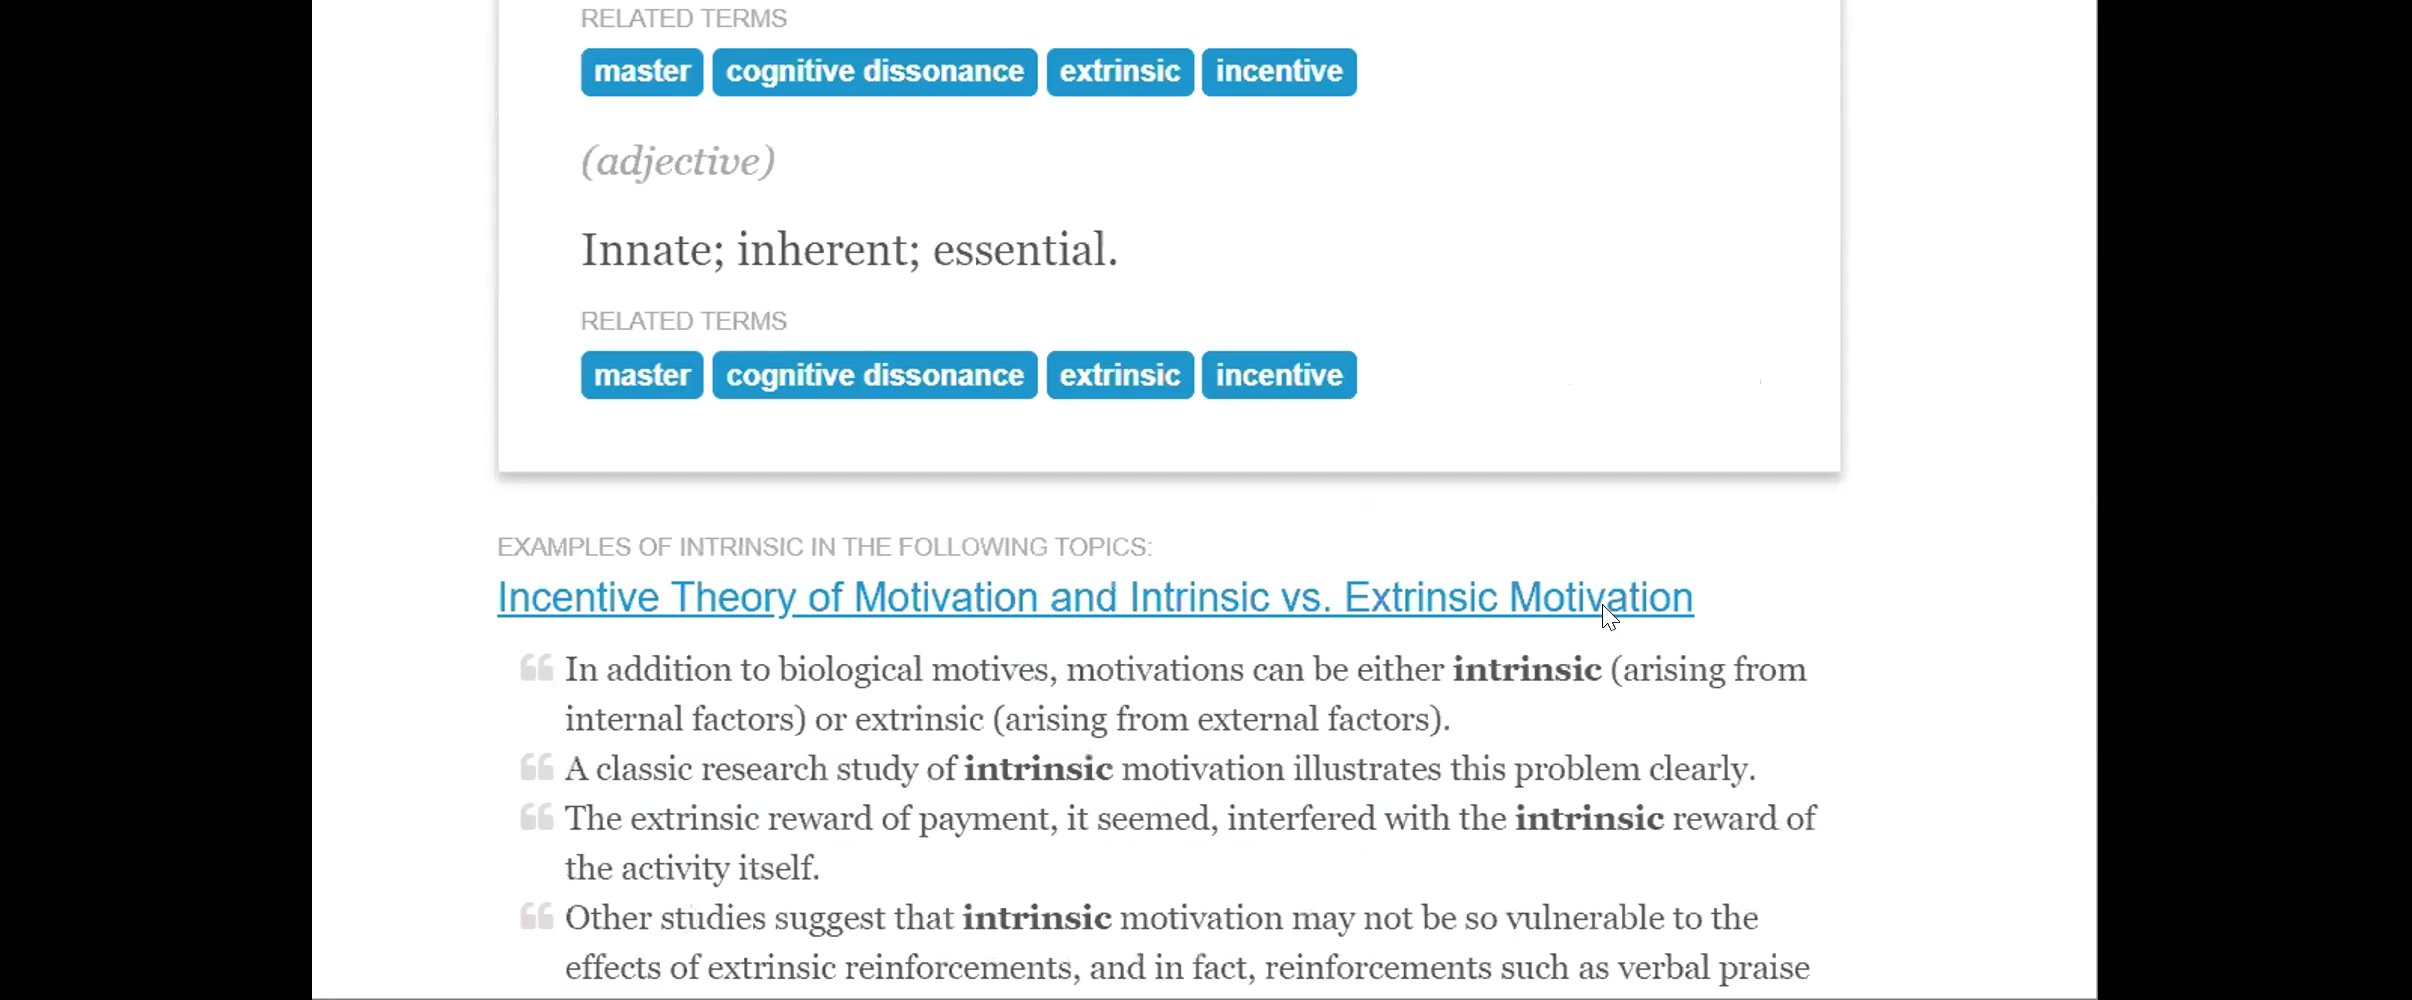 RELATED TERMS
master cognitive dissonance extrinsic incentive
(adjective)
Innate; inherent; essential.
RELATED TERMS
master cognitive dissonance extrinsic incentive
EXAMPLES OF INTRINSIC IN THE FOLLOWING TOPICS:
Incentive Theory of Motivation and Intrinsic vs. Extrinsic Motivation
In addition to biological motives, motivations can be either intrinsic (arising from
internal factors) or extrinsic (arising from external factors).
A classic research study of intrinsic motivation illustrates this problem clearly.
The extrinsic reward of payment, it seemed, interfered with the intrinsic reward of
the activity itself.
Other studies suggest that intrinsic motivation may not be so vulnerable to the
effects of extrinsic reinforcements, and in fact, reinforcements such as verbal praise